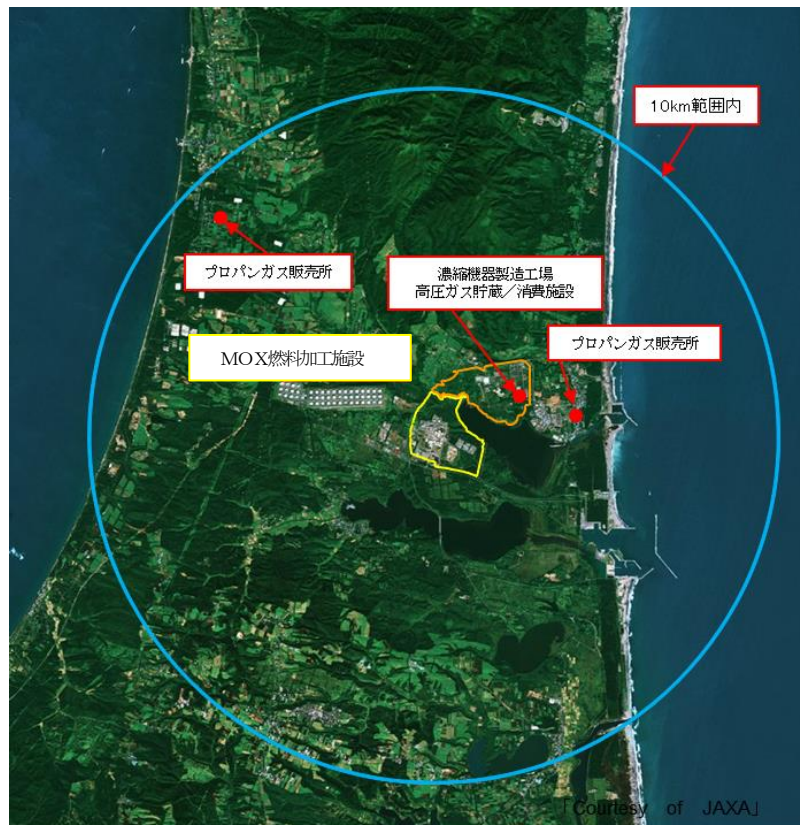 10km範囲内
プロパンガス販売所
濃縮機器製造工場
高圧ガス貯蔵／消費施設
プロパンガス販売所
MOX燃料加工施設
「Courtesy of JAXA」